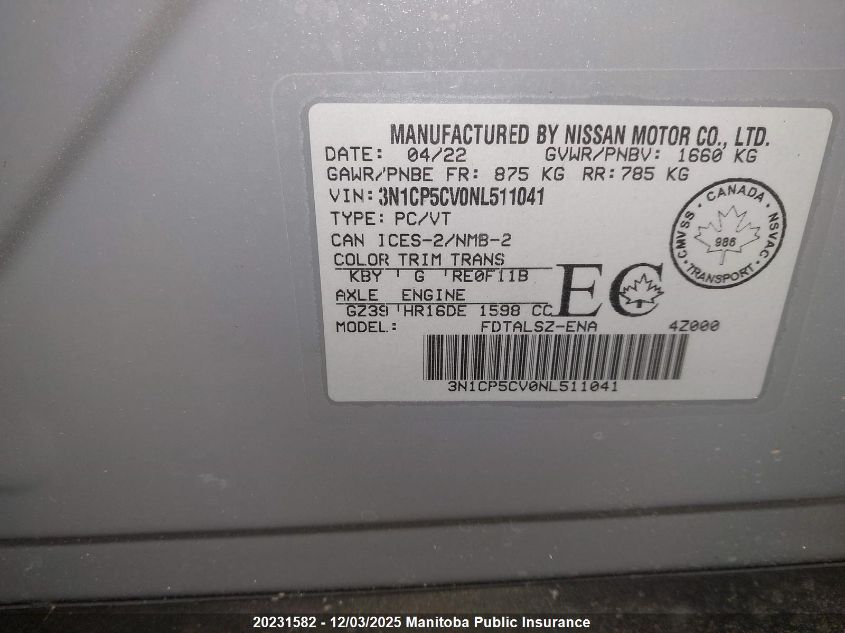 MANUFACTURED BY NISSAN MOTOR CO., LTD.
DATE: 04/22 GVWR/PNBV: 1660 KG
GAWR/PNBE FR: 875 KG RR: 785 KG
VIN: 3N1CP5CV0NL511041
TYPE: PC/VT
CAN ICES-2/NMB-2
COLOR TRIM TRANS
KBY ' G 'RE0F11B
AXLE ENGINE
GZ39 'HR16DE 1598 CC
EC
MODEL: FDTALSZ-ENA 4Z000
3N1CP5CV0NL511041
CMVSS · CANADA · NSVAC
986
· TRANSPORT ·
20231582 - 12/03/2025 Manitoba Public Insurance